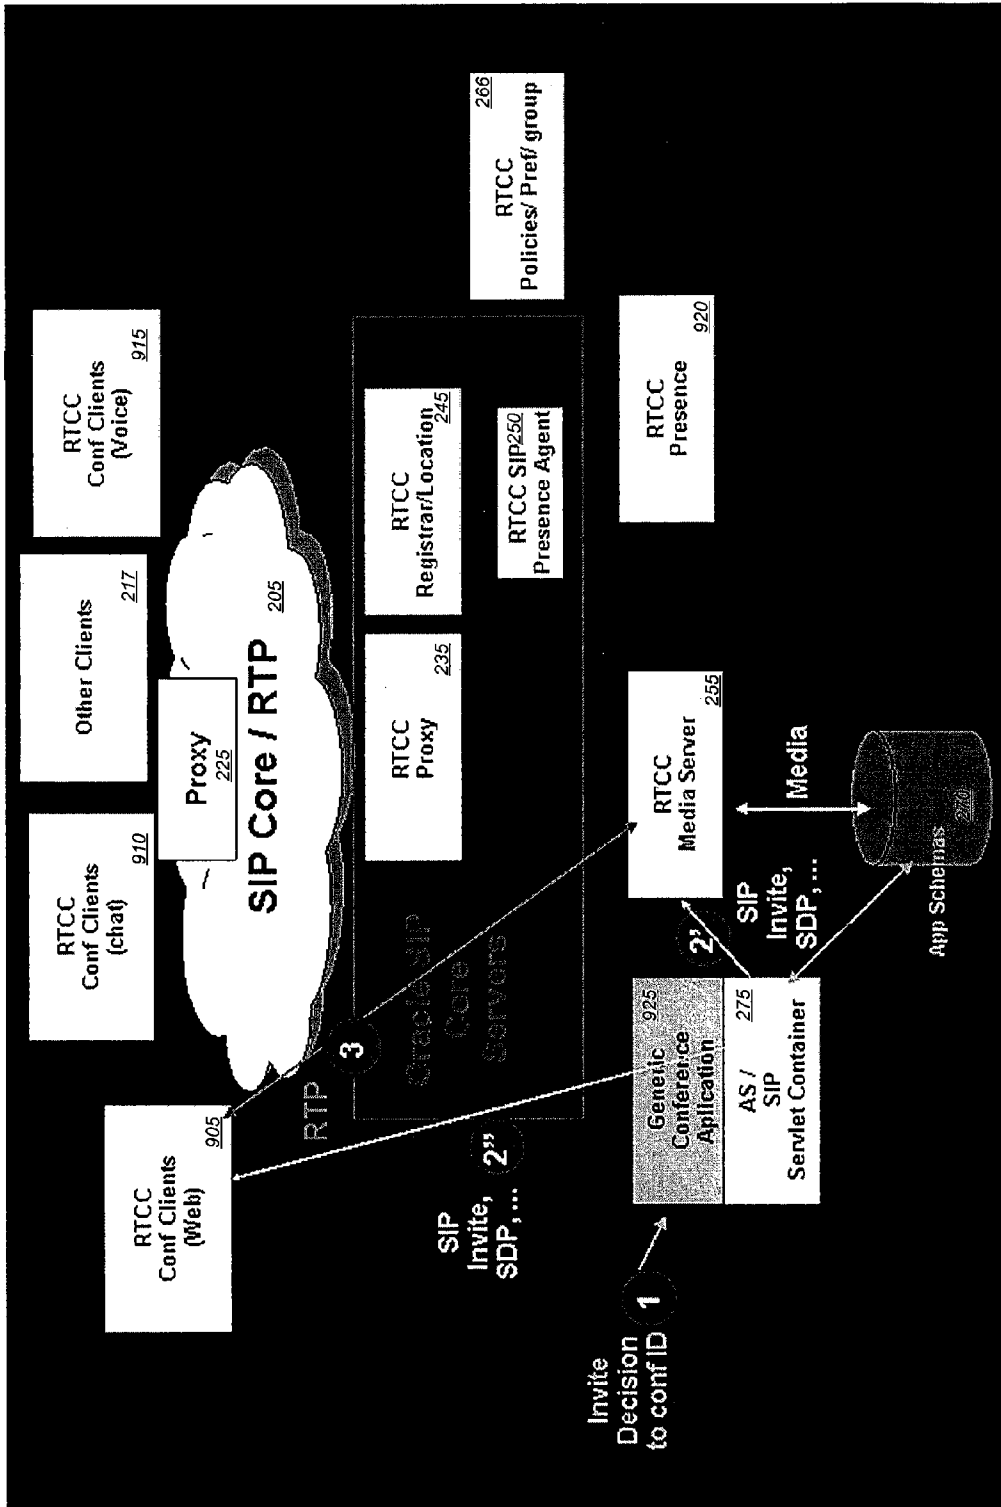 RTCC
Conf Clients
(Web)
905
RTCC
Conf Clients
(chat)
910
Other Clients
217
RTCC
Conf Clients
(Voice)
915
Proxy
225
SIP Core / RTP
205
RTP
3
Oracle SIP
Core
Servers
RTCC
Proxy
235
RTCC
Registrar/Location
245
RTCC SIP
250
Presence Agent
RTCC
Policies/ Pref/ group
266
SIP
Invite,
SDP, ...
2"
Invite
Decision
to conf ID
1
Generic
Conference
Aplication
925
AS /
SIP
Servlet Container
275
2'
SIP
Invite,
SDP, ...
RTCC
Media Server
255
RTCC
Presence
920
Media
App Schemas